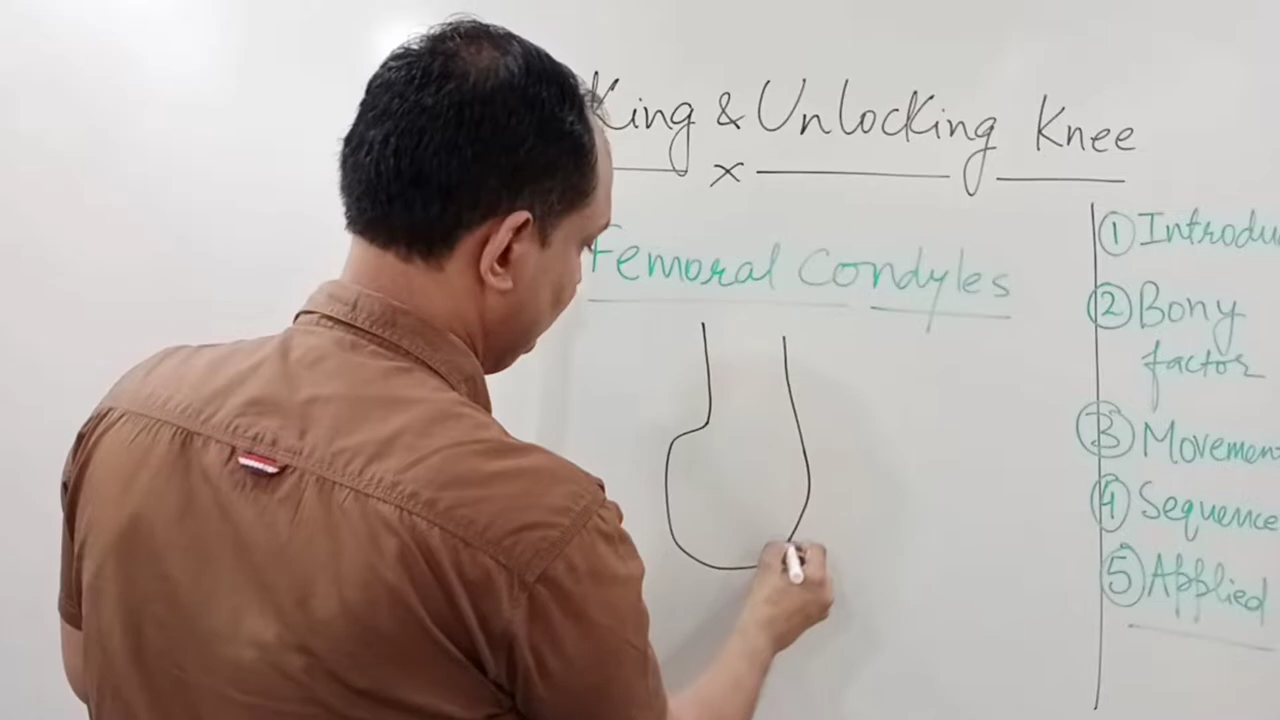 King & Unlocking Knee
x
Femoral Condyles
① Introdu
② Bony
factor
③ Movemen
④ Sequence
⑤ Applied